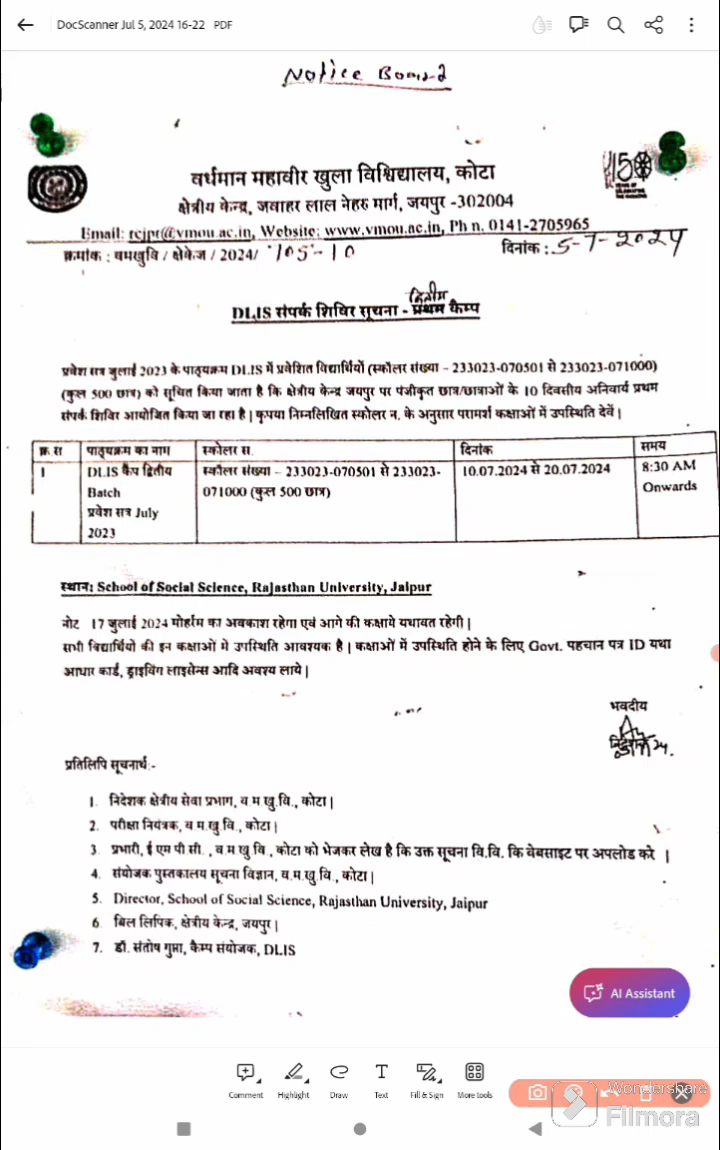 DocScanner Jul 5, 2024 16-22 PDF
Notice Board
वर्धमान महावीर खुला विश्विद्यालय, कोटा
क्षेत्रीय केन्द्र, जवाहर लाल नेहरु मार्ग, जयपुर -302004
Email: rcjpr@vmou.ac.in, Website: www.vmou.ac.in, Ph n. 0141-2705965
क्रमांक : वमखुवि / क्षेकेज / 2024/ 105-10 दिनांक : 5-7-2024
द्वितीय
DLIS संपर्क शिविर सूचना - प्रथम कैम्प
प्रवेश सत्र जुलाई 2023 के पाठ्यक्रम DLIS में प्रवेशित विद्यार्थियों (स्कौलर संख्या – 233023-070501 से 233023-071000)
(कुल 500 छात्र) को सूचित किया जाता है कि क्षेत्रीय केन्द्र जयपुर पर पंजीकृत छात्र/छात्राओं के 10 दिवसीय अनिवार्य प्रथम
संपर्क शिविर आयोजित किया जा रहा है | कृपया निम्नलिखित स्कोलर न. के अनुसार परामर्श कक्षाओं में उपस्थिति देवें |
क्र.स पाठ्यक्रम का नाम स्कोलर स. दिनांक समय
1 DLIS कैंप द्वितीय स्कौलर संख्या – 233023-070501 से 233023- 10.07.2024 से 20.07.2024 8:30 AM
Batch 071000 (कुल 500 छात्र) Onwards
प्रवेश सत्र July
2023
स्थान: School of Social Science, Rajasthan University, Jaipur
नोट 17 जुलाई 2024 मोहर्रम का अवकाश रहेगा एवं आगे की कक्षाये यथावत रहेगी |
सभी विद्यार्थियो की इन कक्षाओं में उपस्थिति आवश्यक है | कक्षाओं में उपस्थिति होने के लिए Govt. पहचान पत्र ID यथा
आधार कार्ड, ड्राइविंग लाइसेन्स आदि अवश्य लाये |
भवदीय
प्रतिलिपि सूचनार्थ:-
1. निदेशक क्षेत्रीय सेवा प्रभाग, व म.खु.वि., कोटा |
2. परीक्षा नियंत्रक, व म.खु.वि., कोटा |
3. प्रभारी, ई एम पी सी. , व म खु वि , कोटा को भेजकर लेख है कि उक्त सूचना वि.वि. कि वेबसाइट पर अपलोड करे |
4. संयोजक पुस्तकालय सूचना विज्ञान, व.म.खु.वि., कोटा |
5. Director, School of Social Science, Rajasthan University, Jaipur
6. बिल लिपिक, क्षेत्रीय केन्द्र, जयपुर |
7. डॉ. संतोष गुप्ता, कैम्प संयोजक, DLIS
AI Assistant
Comment Highlight Draw Text Fill & Sign More tools
Wondershare
Filmora